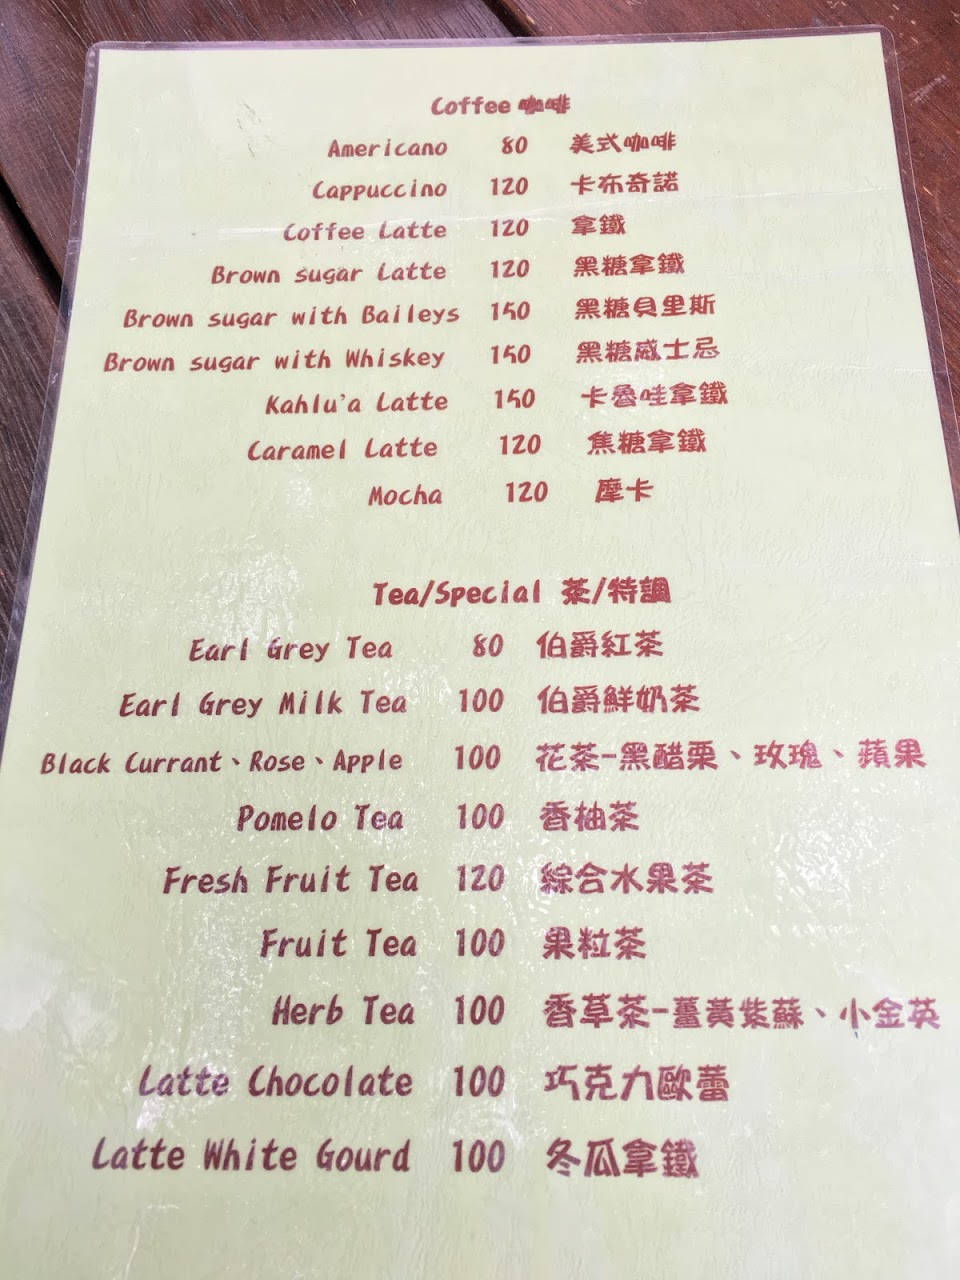 Coffee 咖啡
Americano 80 美式咖啡
Cappuccino 120 卡布奇諾
Coffee Latte 120 拿鐵
Brown sugar Latte 120 黑糖拿鐵
Brown sugar with Baileys 150 黑糖貝里斯
Brown sugar with Whiskey 150 黑糖威士忌
Kahlu'a Latte 150 卡魯哇拿鐵
Caramel Latte 120 焦糖拿鐵
Mocha 120 摩卡
Tea/Special 茶/特調
Earl Grey Tea 80 伯爵紅茶
Earl Grey Milk Tea 100 伯爵鮮奶茶
Black Currant、Rose、Apple 100 花茶-黑醋栗、玫瑰、蘋果
Pomelo Tea 100 香柚茶
Fresh Fruit Tea 120 綜合水果茶
Fruit Tea 100 果粒茶
Herb Tea 100 香草茶-薑黃紫蘇、小金英
Latte Chocolate 100 巧克力歐蕾
Latte White Gourd 100 冬瓜拿鐵